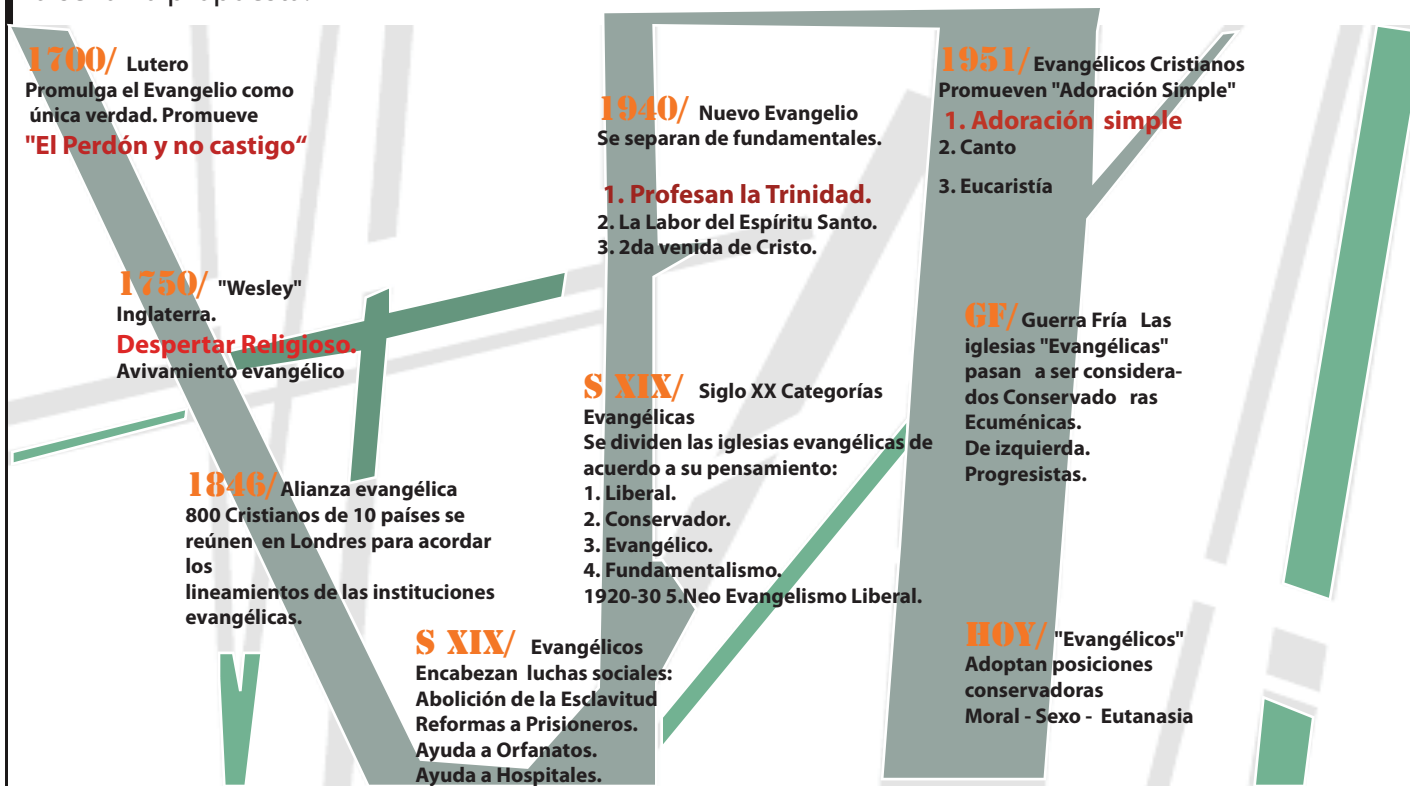 1700/ Lutero
Promulga el Evangelio como
única verdad. Promueve
"El Perdón y no castigo“
1750/ "Wesley"
Inglaterra.
Despertar Religioso.
Avivamiento evangélico
1846/ Alianza evangélica
800 Cristianos de 10 países se
reúnen en Londres para acordar
los
lineamientos de las instituciones
evangélicas.
S XIX/ Evangélicos
Encabezan luchas sociales:
Abolición de la Esclavitud
Reformas a Prisioneros.
Ayuda a Orfanatos.
Ayuda a Hospitales.
S XIX/ Siglo XX Categorías
Evangélicas
Se dividen las iglesias evangélicas de
acuerdo a su pensamiento:
1. Liberal.
2. Conservador.
3. Evangélico.
4. Fundamentalismo.
1920-30 5.Neo Evangelismo Liberal.
1940/ Nuevo Evangelio
Se separan de fundamentales.
1. Profesan la Trinidad.
2. La Labor del Espíritu Santo.
3. 2da venida de Cristo.
1951/ Evangélicos Cristianos
Promueven "Adoración Simple"
1. Adoración simple
2. Canto
3. Eucaristía
GF/ Guerra Fría Las
iglesias "Evangélicas"
pasan a ser considera-
dos Conservado ras
Ecuménicas.
De izquierda.
Progresistas.
HOY/ "Evangélicos"
Adoptan posiciones
conservadoras
Moral - Sexo - Eutanasia